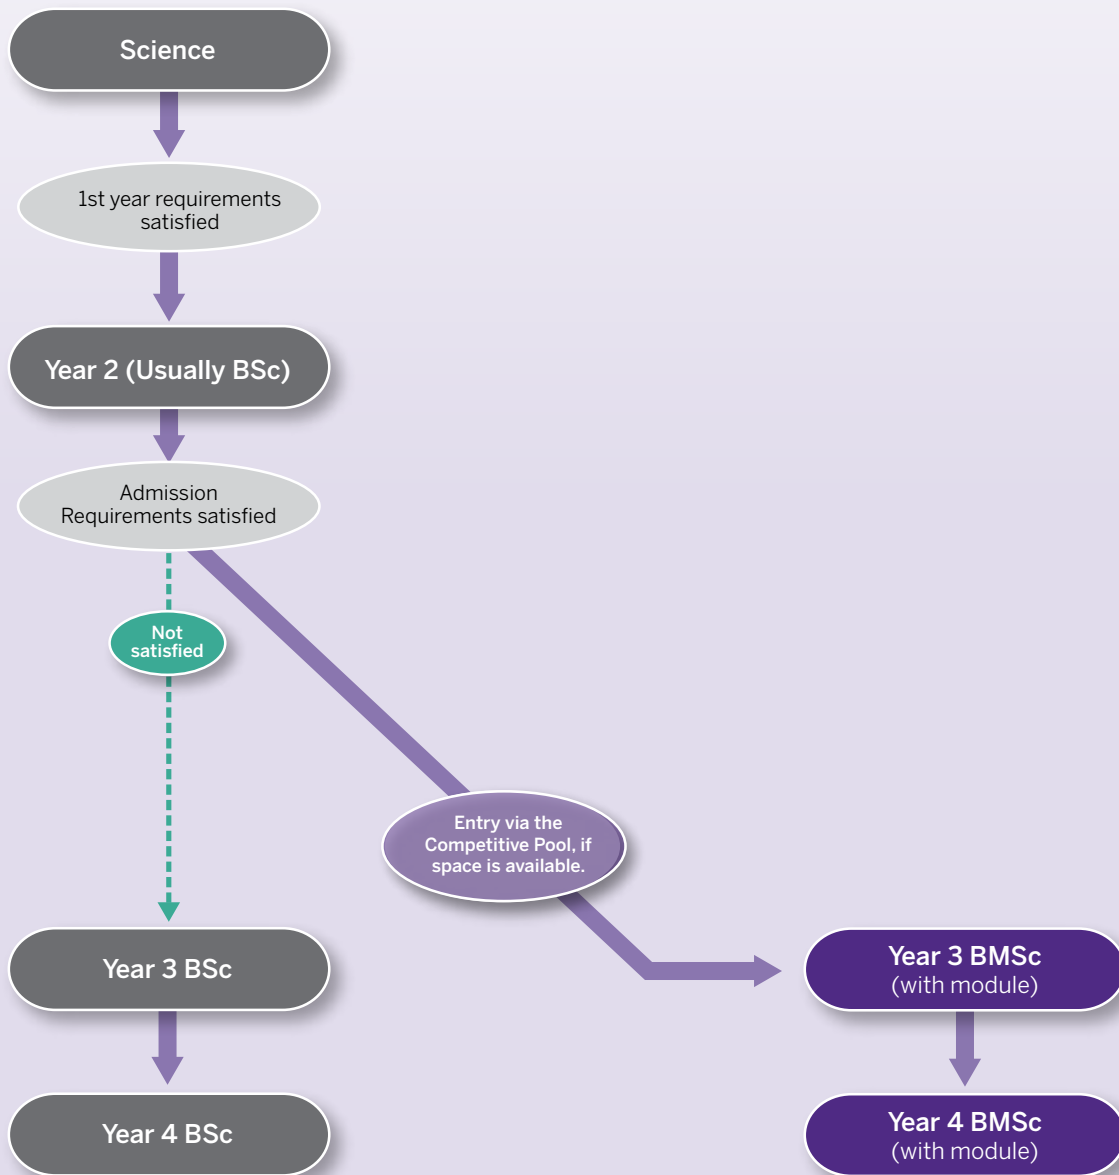 Science
1st year requirements
satisfied
Year 2 (Usually BSc)
Admission
Requirements satisfied
Not
satisfied
Entry via the
Competitive Pool, if
space is available.
Year 3 BSc
Year 3 BMSc
(with module)
Year 4 BSc
Year 4 BMSc
(with module)